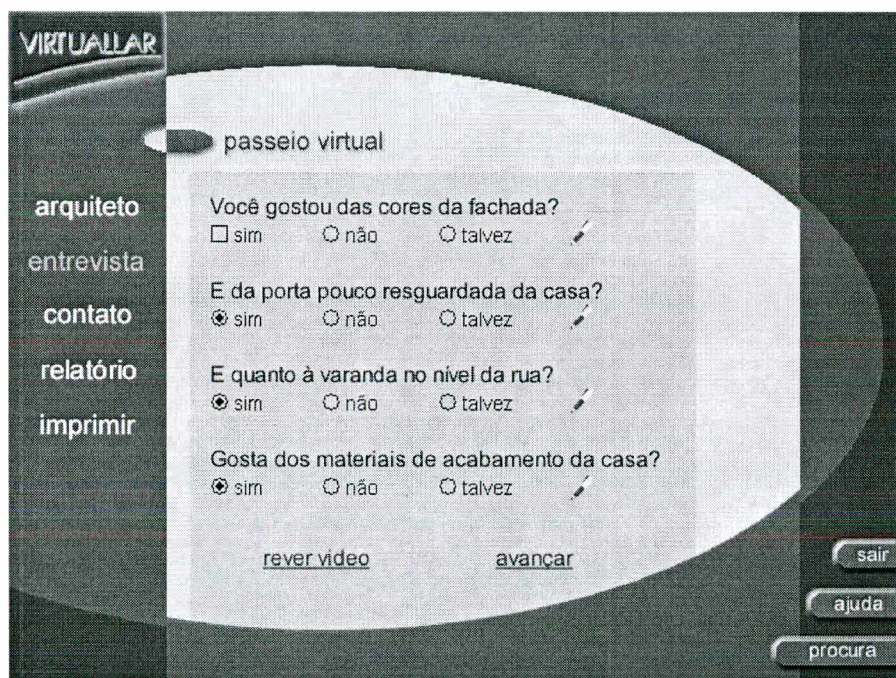 VIRTUALLAR
passeio virtual
arquiteto
entrevista
contato
relatório
imprimir
Você gostou das cores da fachada?
sim não talvez
E da porta pouco resguardada da casa?
sim não talvez
E quanto à varanda no nível da rua?
sim não talvez
Gosta dos materiais de acabamento da casa?
sim não talvez
rever video avançar
sair
ajuda
procura